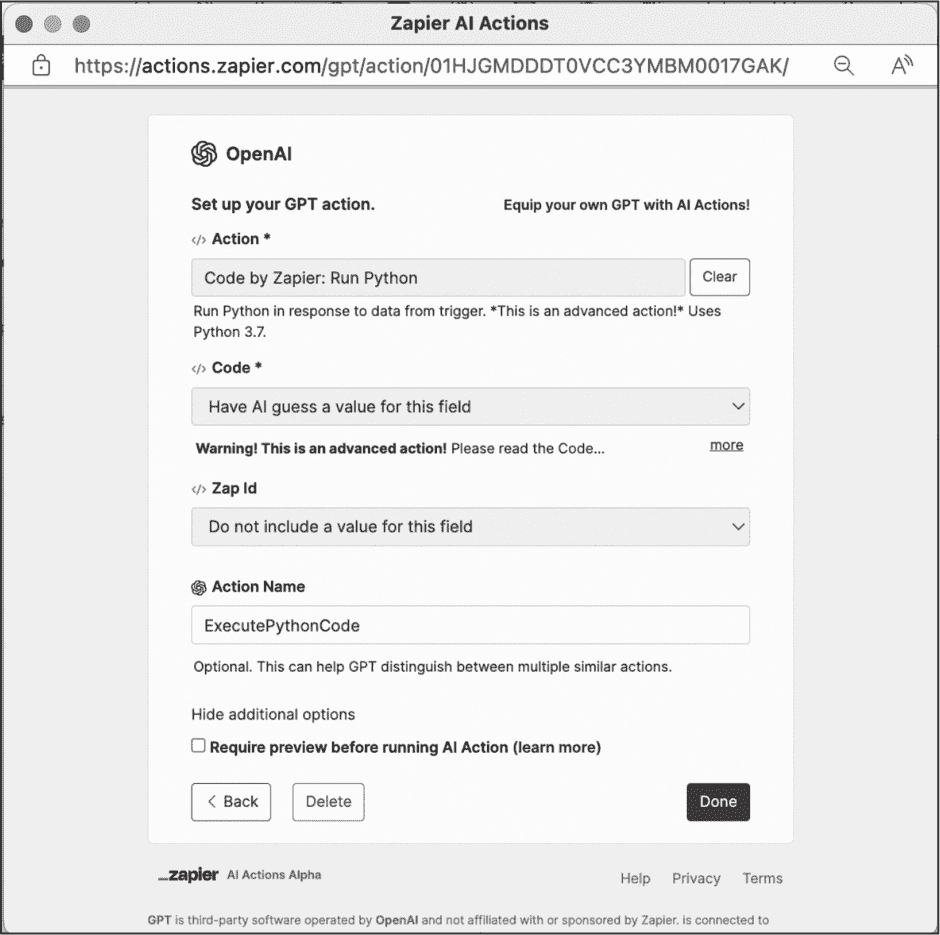 Zapier AI Actions
https://actions.zapier.com/gpt/action/01HJGMDDDT0VCC3YMBM0017GAK/
OpenAI
Set up your GPT action.
Equip your own GPT with AI Actions!
</> Action *
Code by Zapier: Run Python
Clear
Run Python in response to data from trigger. *This is an advanced action!* Uses
Python 3.7.
</> Code *
Have AI guess a value for this field
Warning! This is an advanced action! Please read the Code...
more
</> Zap Id
Do not include a value for this field
Action Name
ExecutePythonCode
Optional. This can help GPT distinguish between multiple similar actions.
Hide additional options
Require preview before running AI Action (learn more)
< Back
Delete
Done
_zapier AI Actions Alpha
Help Privacy Terms
GPT is third-party software operated by OpenAI and not affiliated with or sponsored by Zapier. is connected to